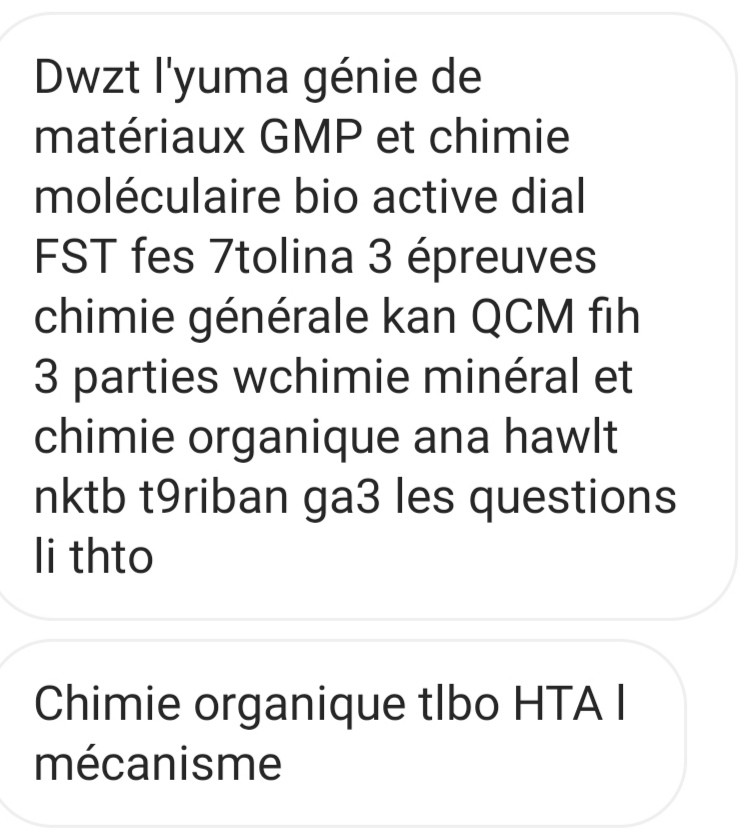 Dwzt l'yuma génie de
matériaux GMP et chimie
moléculaire bio active dial
FST fes 7tolina 3 épreuves
chimie générale kan QCM fih
3 parties wchimie minéral et
chimie organique ana hawlt
nktb t9riban ga3 les questions
li thto
Chimie organique tlbo HTA l
mécanisme